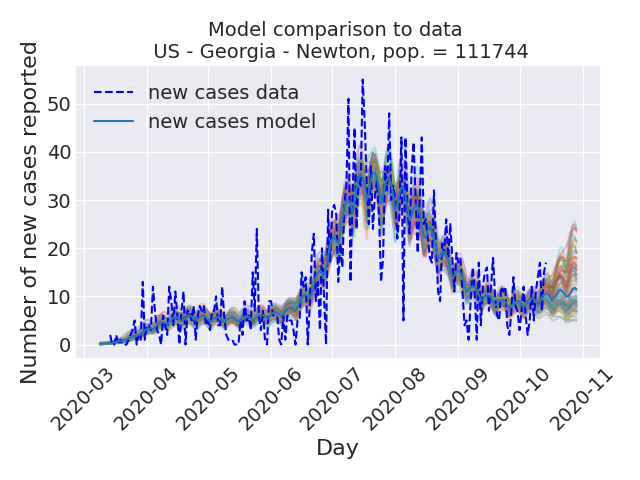 Model comparison to data
US - Georgia - Newton, pop. = 111744
new cases data
new cases model
Number of new cases reported
50
40
30
20
10
0
2020-03
2020-04
2020-05
2020-06
2020-07
2020-08
2020-09
2020-10
2020-11
Day